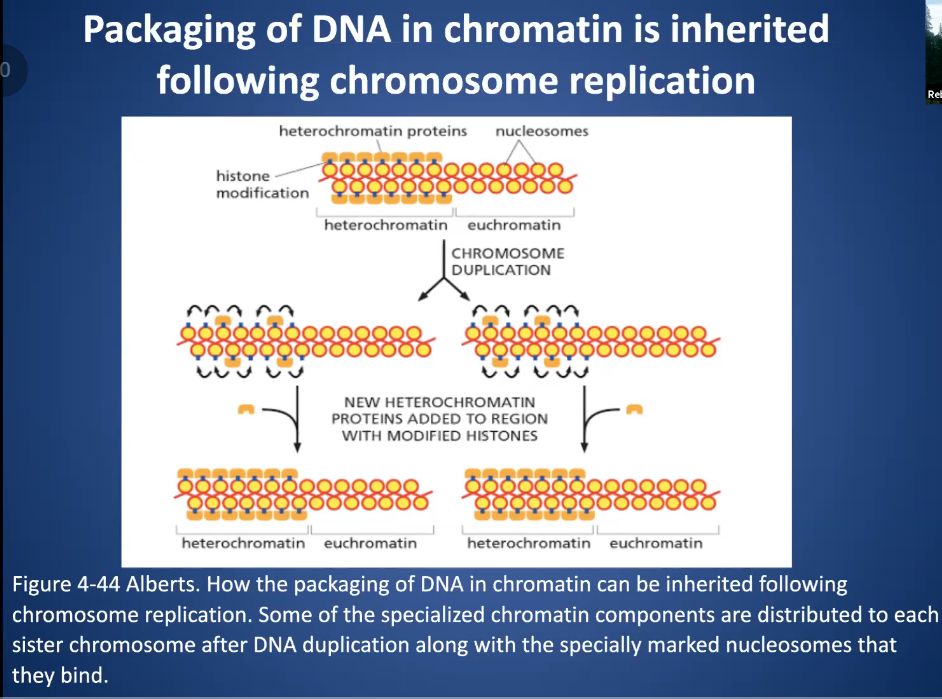 Packaging of DNA in chromatin is inherited
following chromosome replication
0
heterochromatin proteins nucleosomes
histone
modification
heterochromatin euchromatin
CHROMOSOME
DUPLICATION
NEW HETEROCHROMATIN
PROTEINS ADDED TO REGION
WITH MODIFIED HISTONES
heterochromatin euchromatin heterochromatin euchromatin
Figure 4-44 Alberts. How the packaging of DNA in chromatin can be inherited following
chromosome replication. Some of the specialized chromatin components are distributed to each
sister chromosome after DNA duplication along with the specially marked nucleosomes that
they bind.